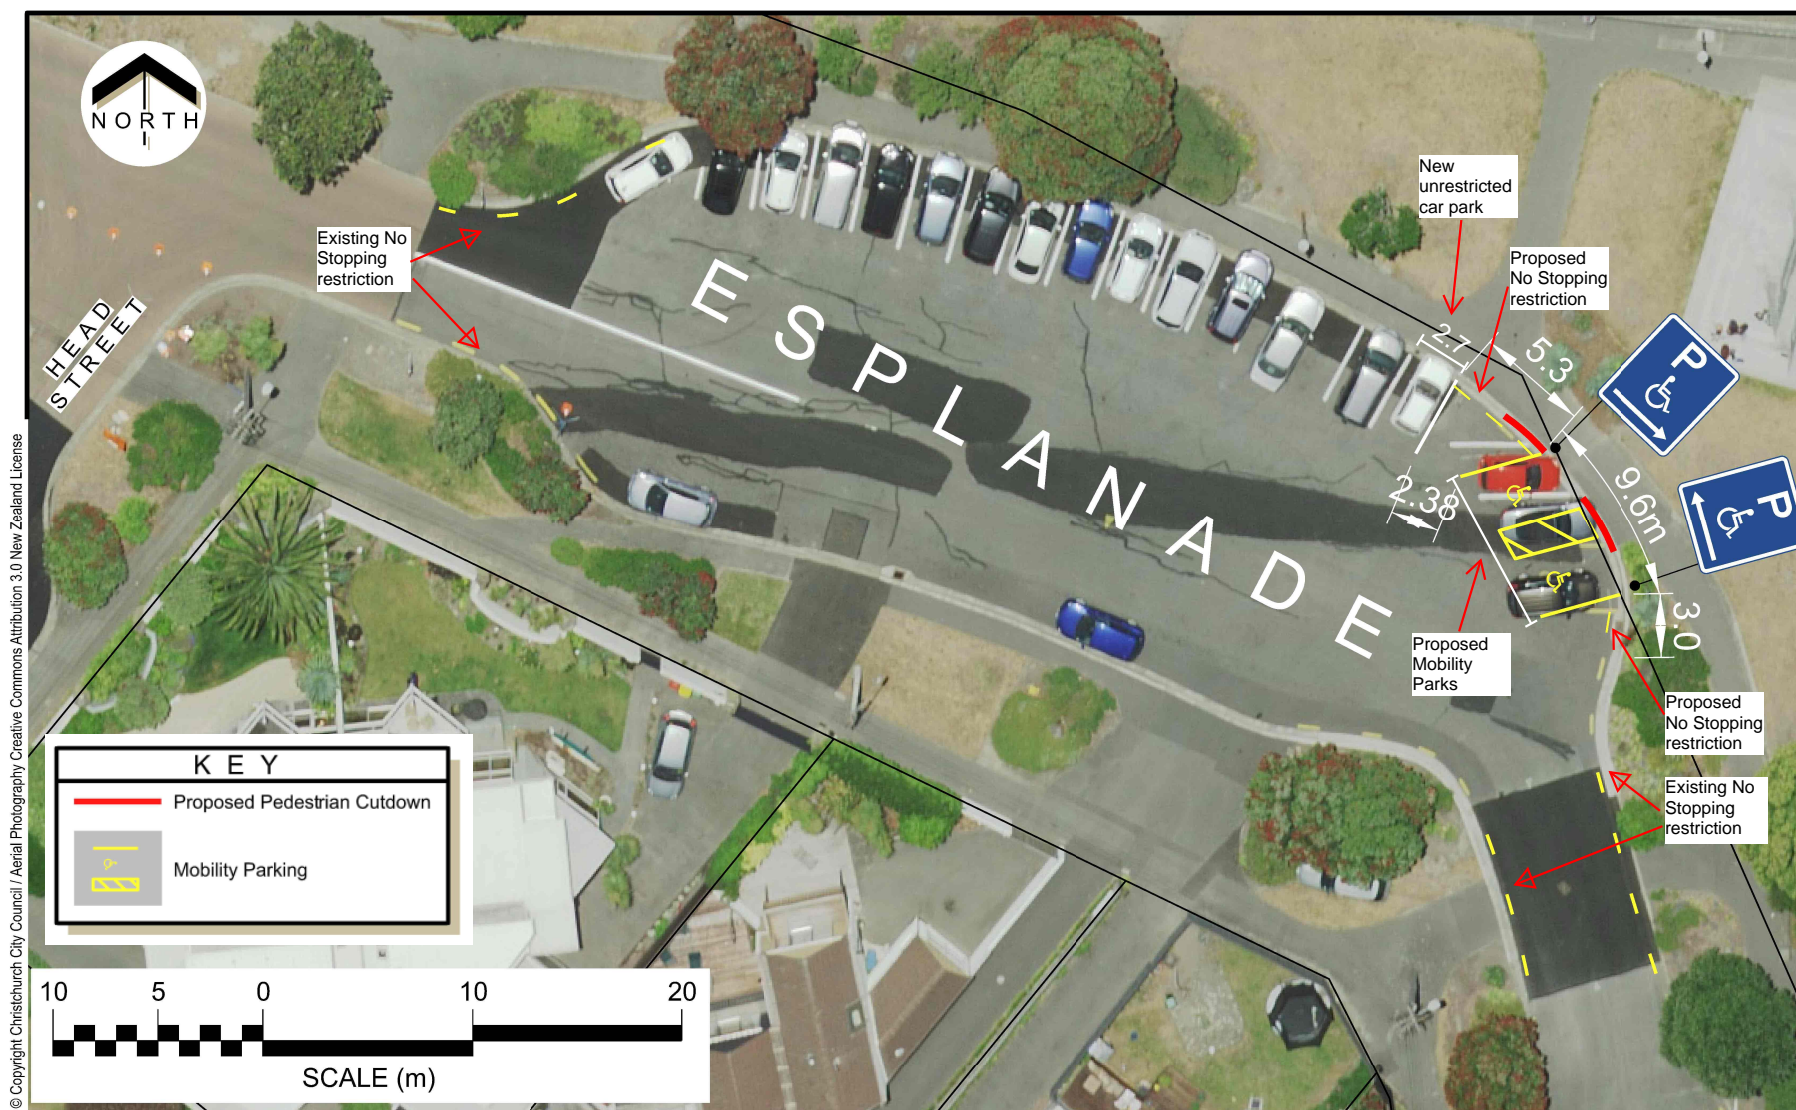 NORTH
New
unrestricted
car park
Existing No
Stopping
restriction
Proposed
No Stopping
restriction
HEAD
STREET
ESPLANADE
2.7
5.3
P
2.38
9.6m
P
3.0
Proposed
Mobility
Parks
Proposed
No Stopping
restriction
Existing No
Stopping
restriction
KEY
Proposed Pedestrian Cutdown
Mobility Parking
10 5 0 10 20
SCALE (m)
© Copyright Christchurch City Council / Aerial Photography Creative Commons Attribution 3.0 New Zealand License